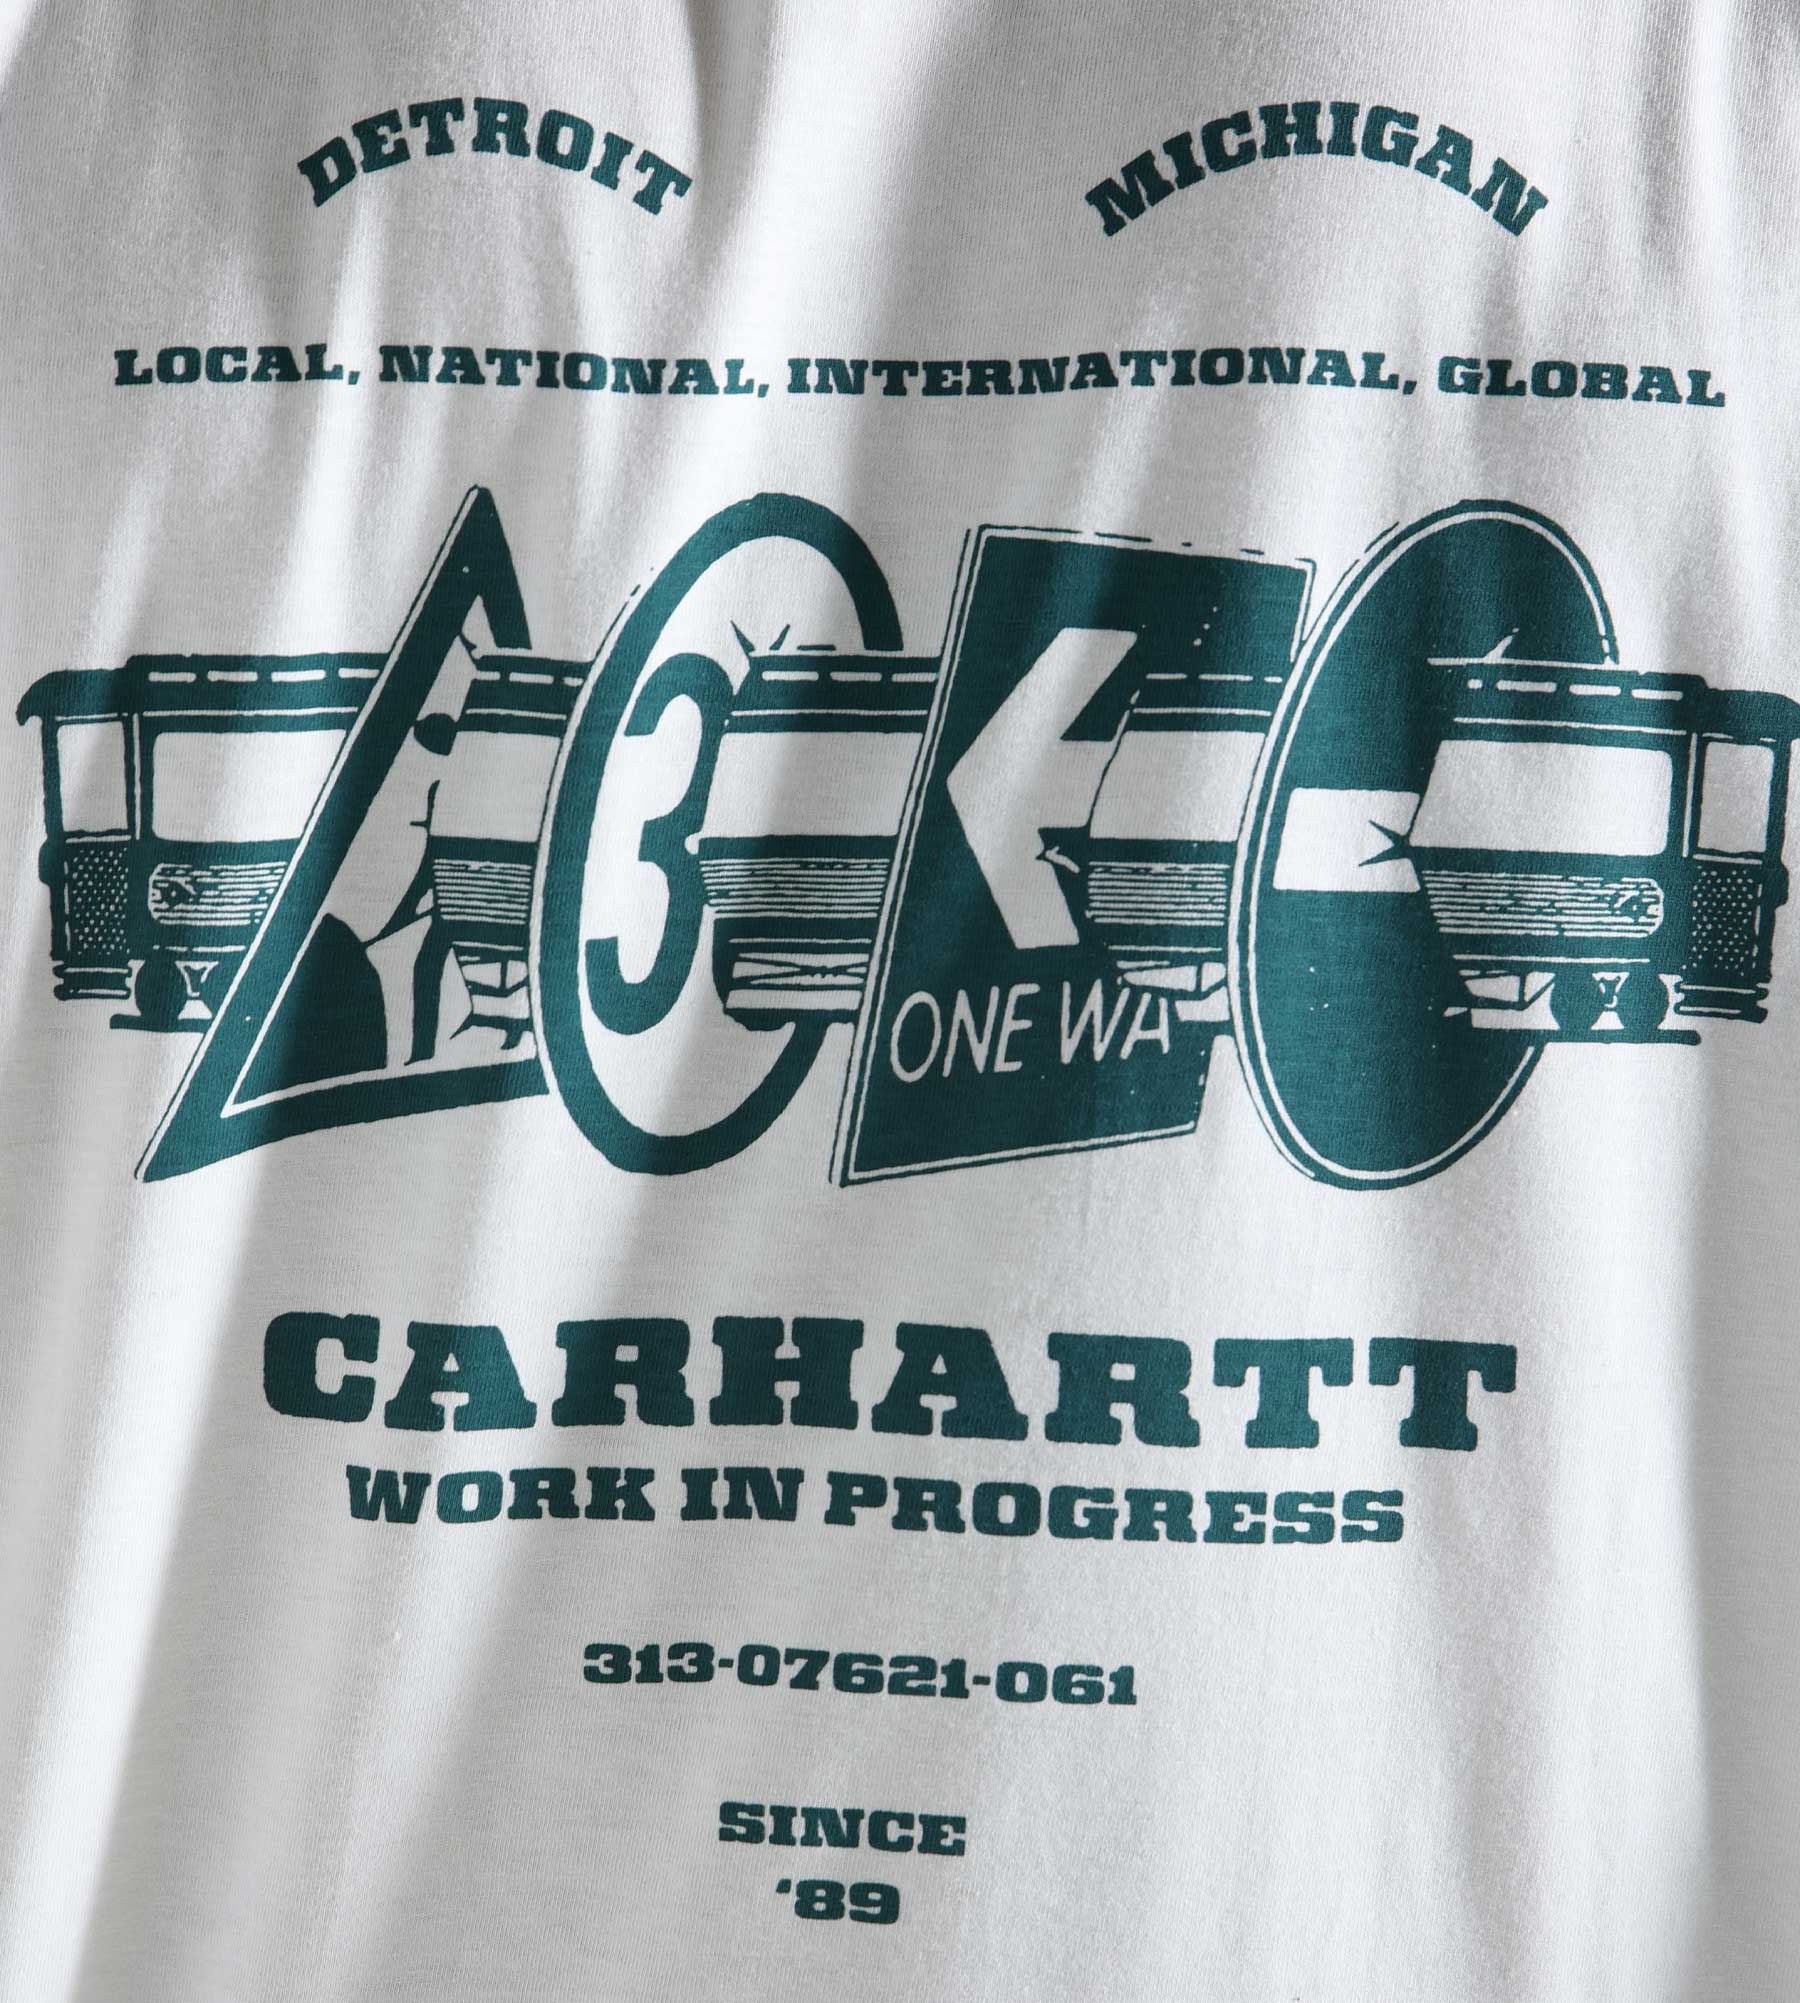 DETROIT MICHIGAN
LOCAL, NATIONAL, INTERNATIONAL, GLOBAL
3
ONE WA
CARHARTT
WORK IN PROGRESS
313-07621-061
SINCE
'89